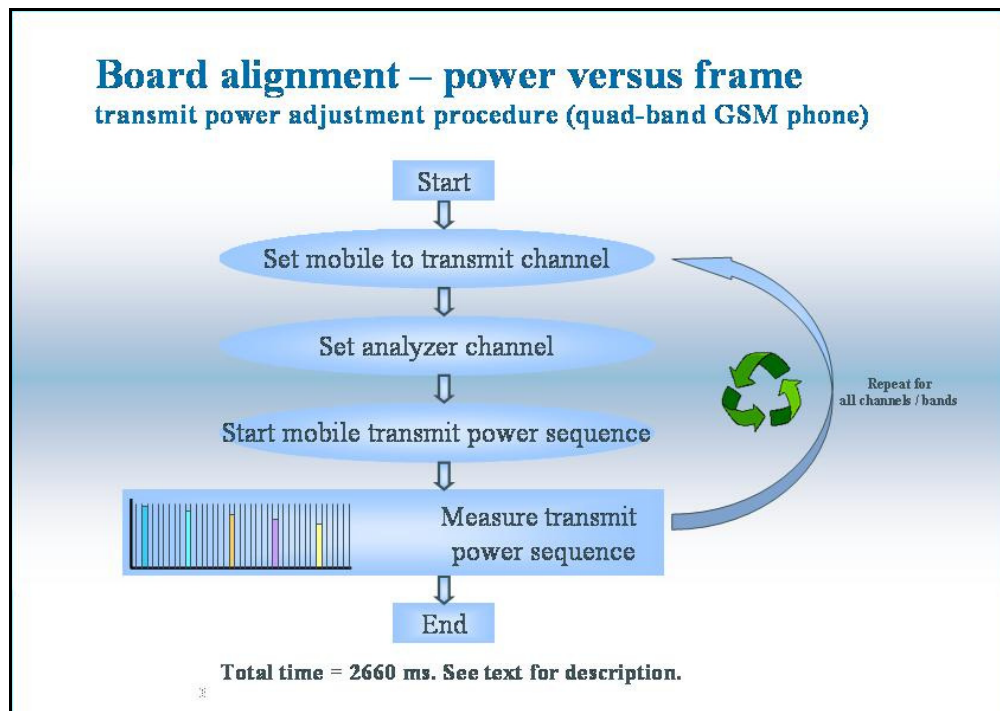 Board alignment – power versus frame
transmit power adjustment procedure (quad-band GSM phone)
Start
Set mobile to transmit channel
Set analyzer channel
Start mobile transmit power sequence
Repeat for
all channels / bands
Measure transmit
power sequence
End
Total time = 2660 ms. See text for description.